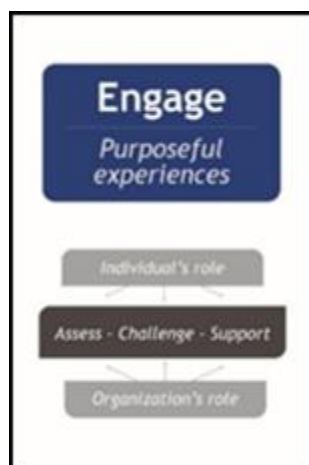 Engage
Purposeful
experiences
Individual's role
Assess - Challenge - Support
Organization's role